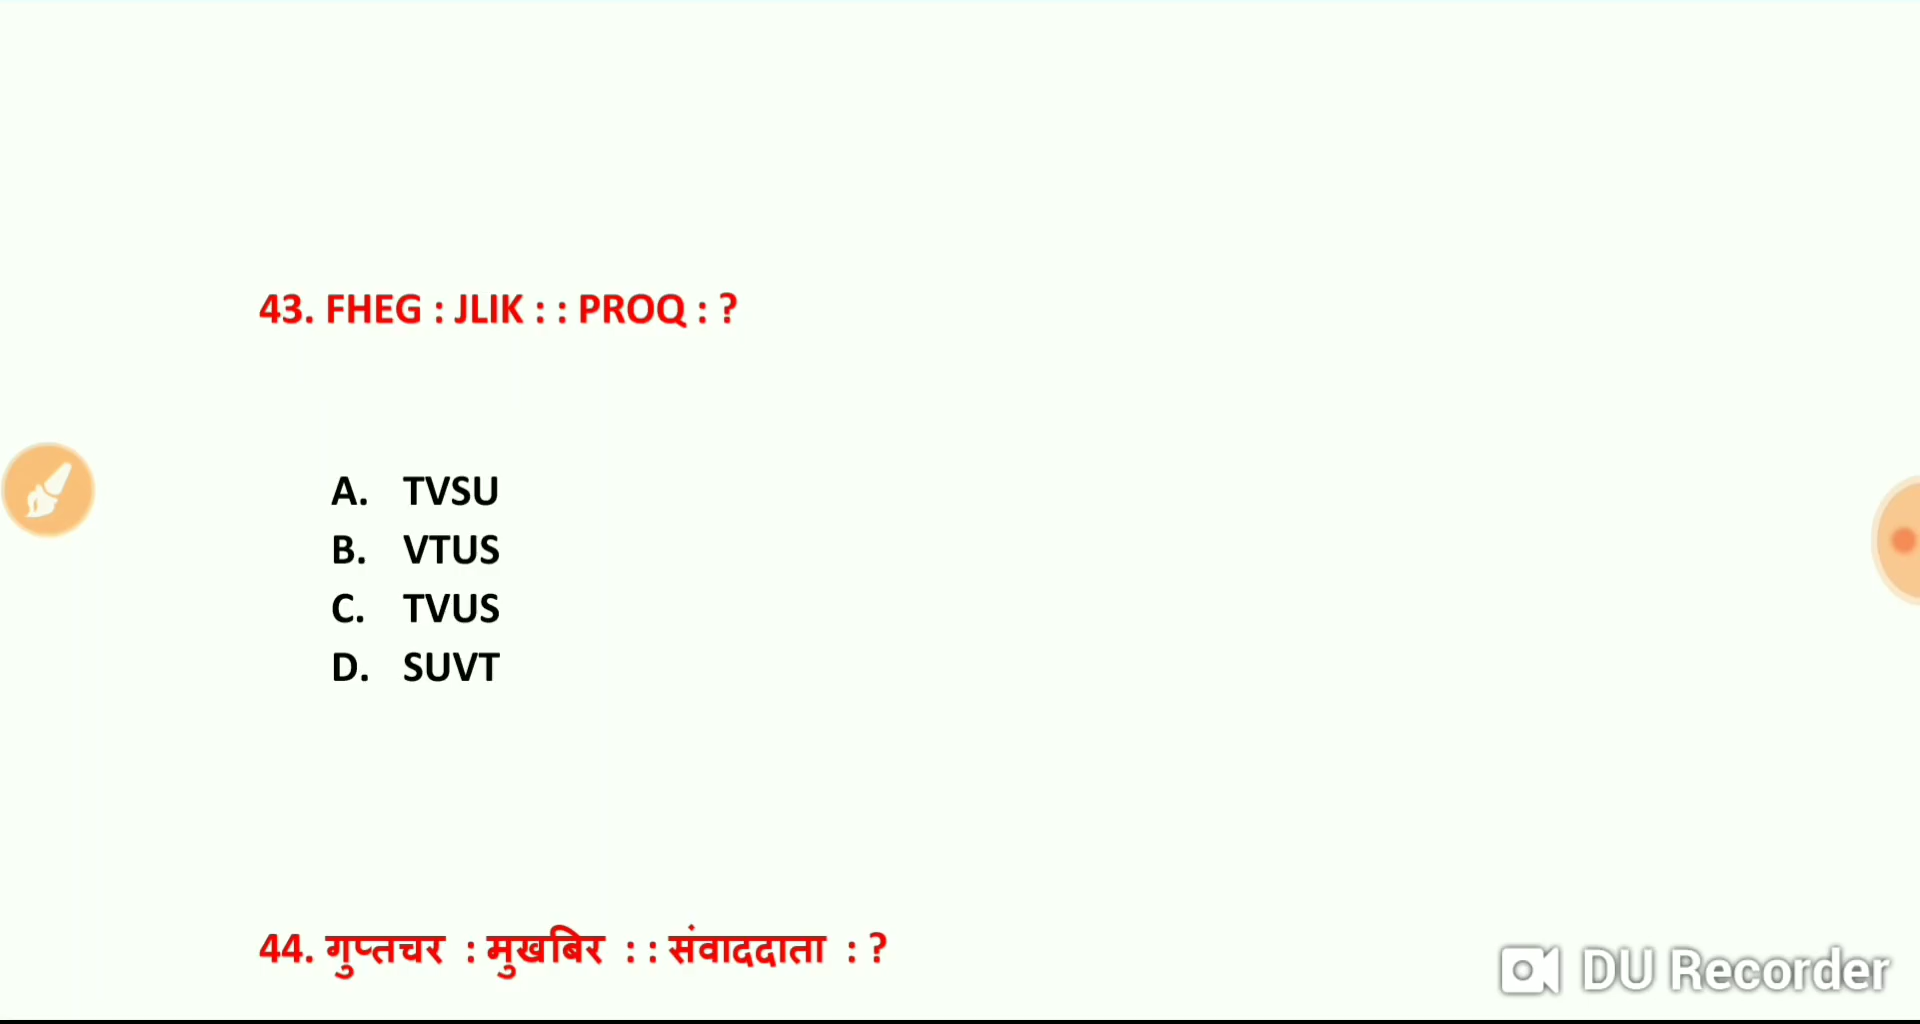 43. FHEG : JLIK : : PROQ : ?
A. TVSU
B. VTUS
C. TVUS
D. SUVT
44. गुप्तचर : मुखबिर : : संवाददाता : ?
DU Recorder